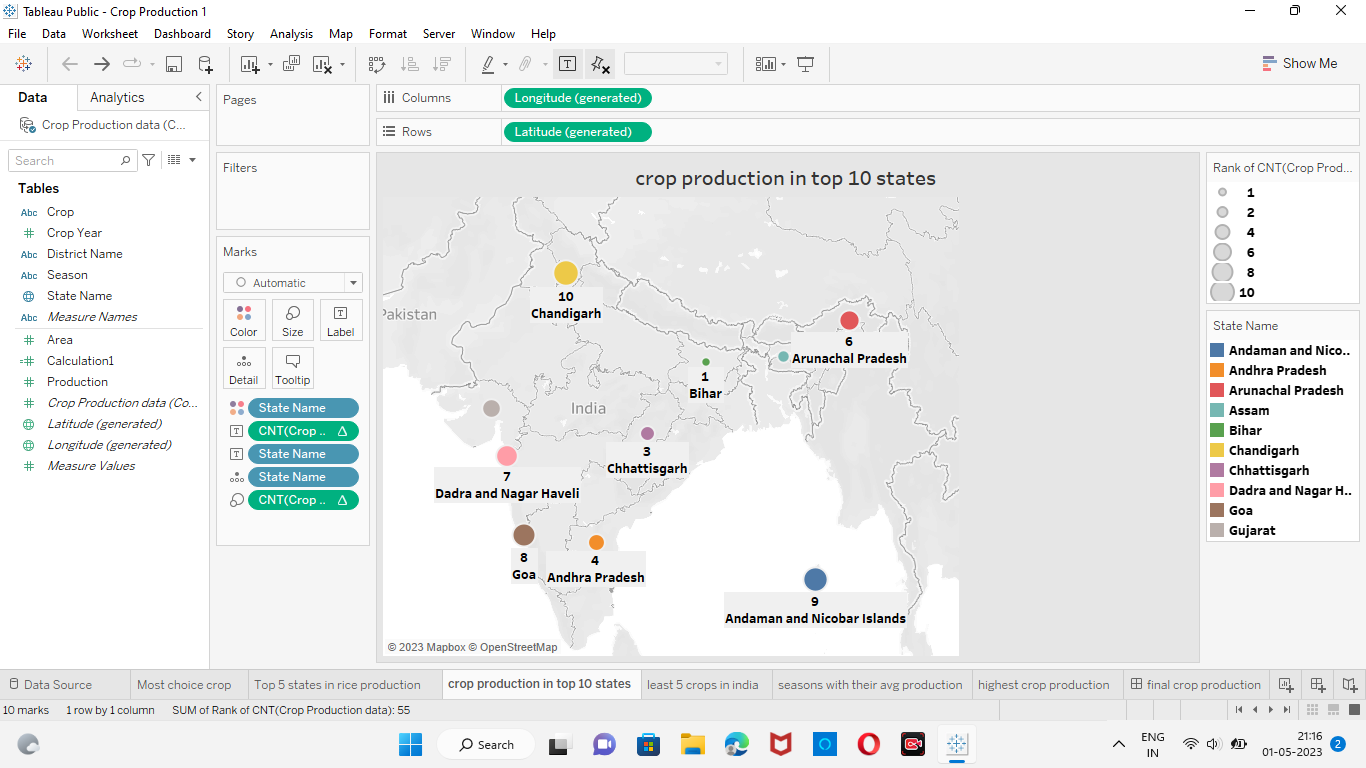 Tableau Public - Crop Production 1
File Data Worksheet Dashboard Story Analysis Map Format Server Window Help
Show Me
Data Analytics
Pages
Columns Longitude (generated)
Rows Latitude (generated)
Crop Production data (C...
Search
Tables
Abc Crop
Crop Year
Abc District Name
Abc Season
State Name
Abc Measure Names
Area
Calculation1
Production
Crop Production data (Co...
Latitude (generated)
Longitude (generated)
Measure Values
Filters
Marks
Automatic
Color Size Label
Detail Tooltip
State Name
CNT(Crop .. Δ
State Name
State Name
CNT(Crop .. Δ
crop production in top 10 states
10
Chandigarh
Pakistan
6
Arunachal Pradesh
1
Bihar
India
3
Chhattisgarh
7
Dadra and Nagar Haveli
8
Goa
4
Andhra Pradesh
9
Andaman and Nicobar Islands
© 2023 Mapbox © OpenStreetMap
Rank of CNT(Crop Prod...
1
2
4
6
8
10
State Name
Andaman and Nico..
Andhra Pradesh
Arunachal Pradesh
Assam
Bihar
Chandigarh
Chhattisgarh
Dadra and Nagar H..
Goa
Gujarat
Data Source Most choice crop Top 5 states in rice production crop production in top 10 states least 5 crops in india seasons with their avg production highest crop production final crop production
10 marks 1 row by 1 column SUM of Rank of CNT(Crop Production data): 55
Search
ENG
IN
21:16
01-05-2023
2